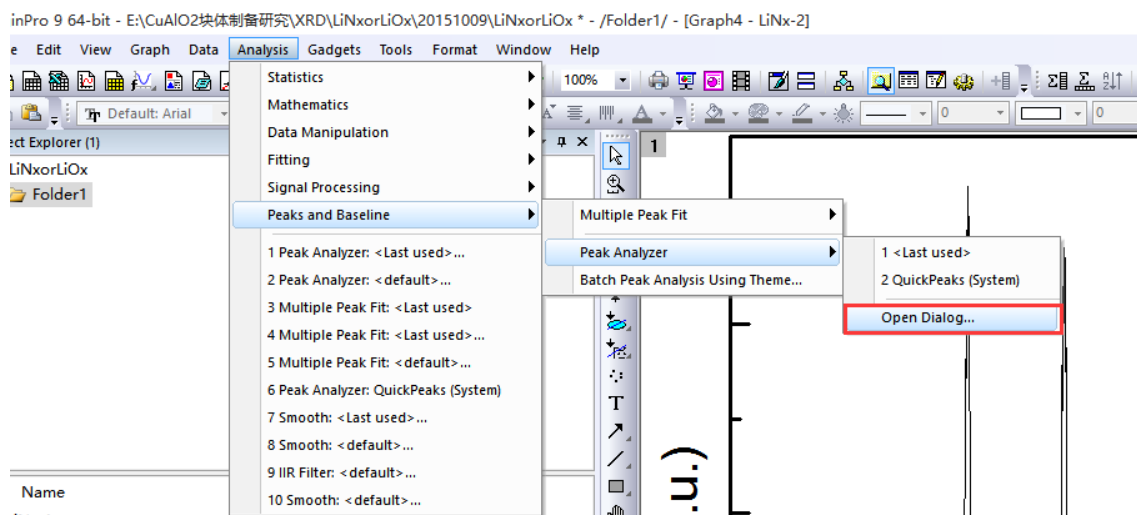 inPro 9 64-bit - E:\CuAlO2块体制备研究\XRD\LiNxorLiOx\20151009\LiNxorLiOx * - /Folder1/ - [Graph4 - LiNx-2]
e Edit View Graph Data Analysis Gadgets Tools Format Window Help
100%
Default: Arial 0 0
ect Explorer (1)
LiNxorLiOx
Folder1
Statistics
Mathematics
Data Manipulation
Fitting
Signal Processing
Peaks and Baseline
1 Peak Analyzer: <Last used>...
2 Peak Analyzer: <default>...
3 Multiple Peak Fit: <Last used>
4 Multiple Peak Fit: <Last used>...
5 Multiple Peak Fit: <default>...
6 Peak Analyzer: QuickPeaks (System)
7 Smooth: <Last used>...
8 Smooth: <default>...
9 IIR Filter: <default>...
10 Smooth: <default>...
Multiple Peak Fit
Peak Analyzer
Batch Peak Analysis Using Theme...
1 <Last used>
2 QuickPeaks (System)
Open Dialog...
1
T
.u.)
Name